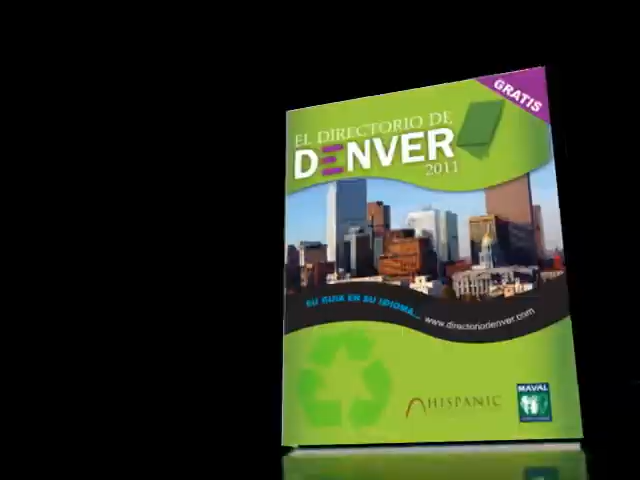 GRATIS
EL DIRECTORIO DE
DENVER
2011
SU GUIA EN SU IDIOMA...
www.directoriodenver.com
HISPANIC
MAVAL